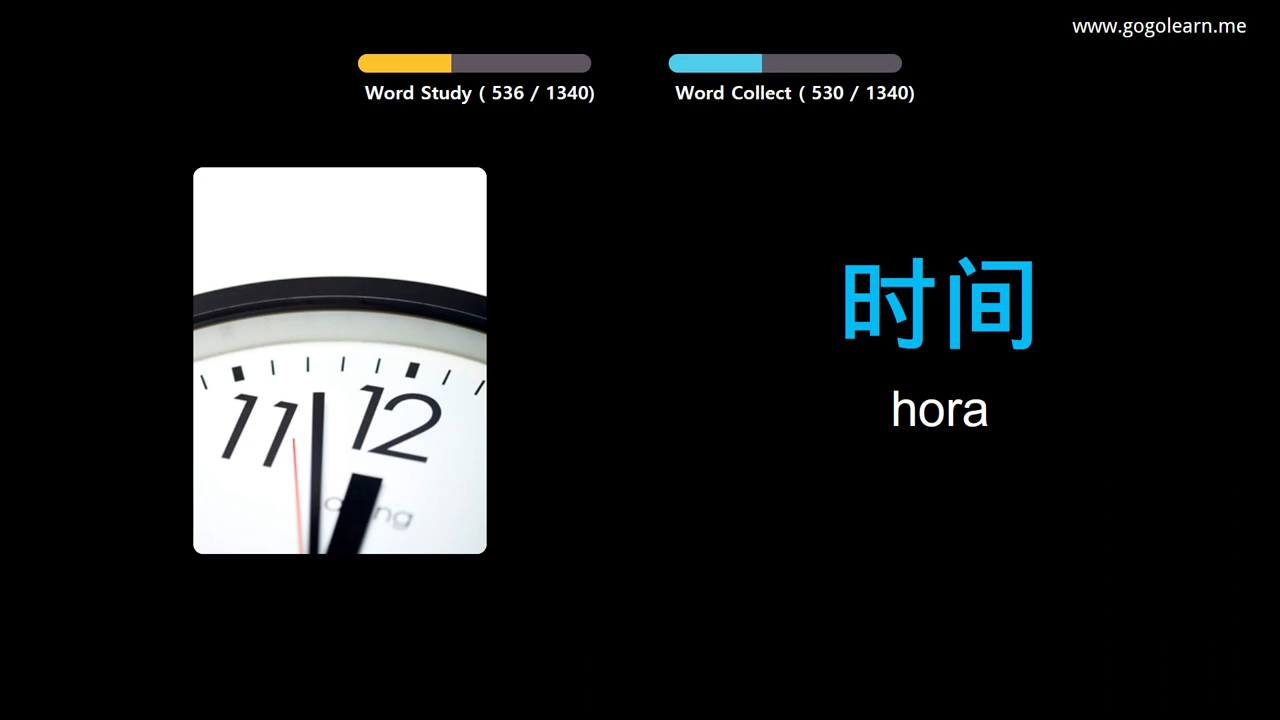 www.gogolearn.me
Word Study ( 536 / 1340)
Word Collect ( 530 / 1340)
时间
hora
11
12